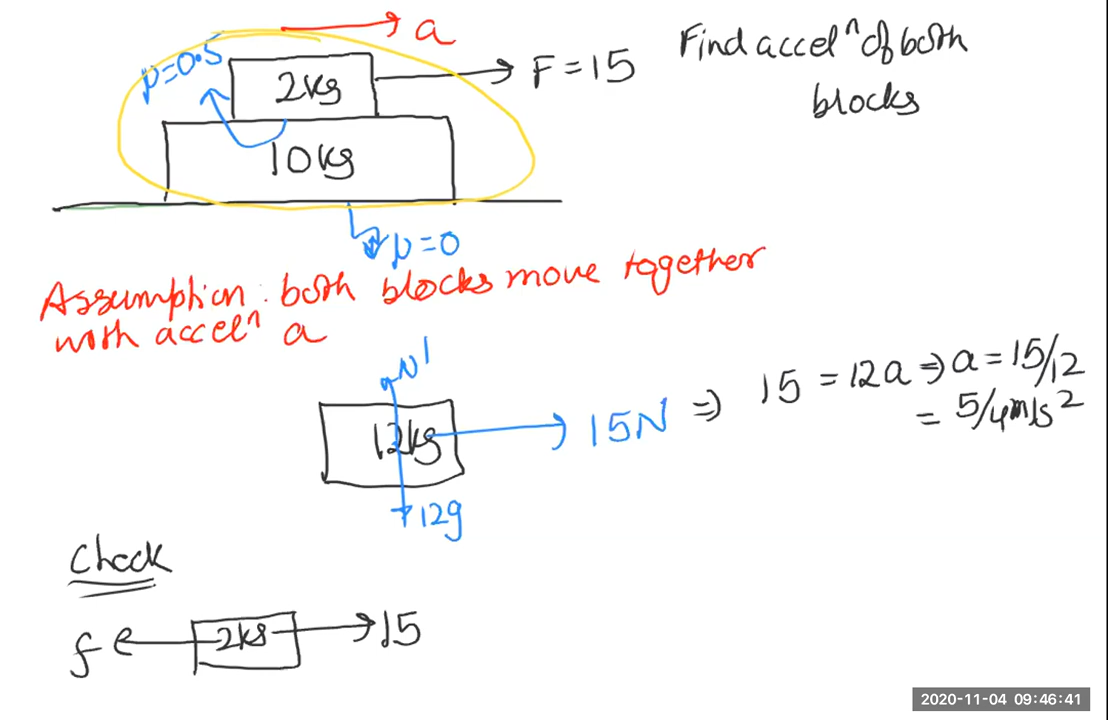 a
μ=0.5
2kg
F=15
Find accelⁿ of both
blocks
10kg
μ=0
Assumption: both blocks move together
with accelⁿ a
N'
12kg
15N ⇒ 15 = 12a ⇒ a = 15/12
= 5/4 m/s²
12g
Check
f
2kg
15
2020-11-04 09:46:41